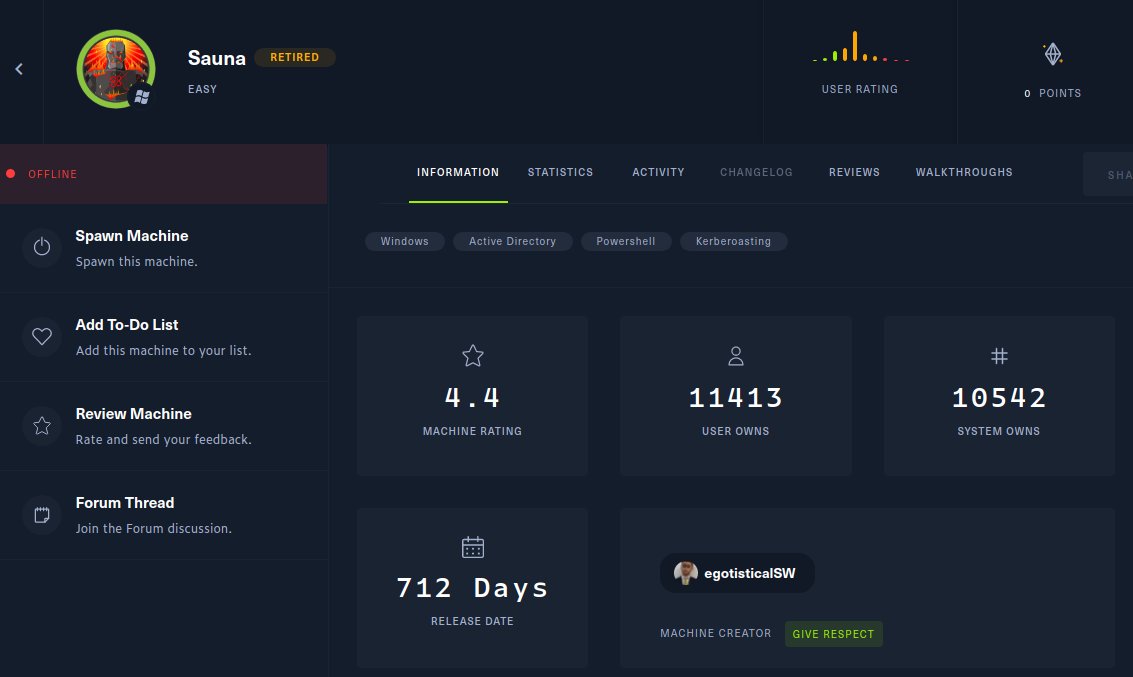 Sauna RETIRED
EASY
USER RATING
0 POINTS
OFFLINE
Spawn Machine
Spawn this machine.
Add To-Do List
Add this machine to your list.
Review Machine
Rate and send your feedback.
Forum Thread
Join the Forum discussion.
INFORMATION STATISTICS ACTIVITY CHANGELOG REVIEWS WALKTHROUGHS SHA
Windows Active Directory Powershell Kerberoasting
4.4
MACHINE RATING
11413
USER OWNS
10542
SYSTEM OWNS
712 Days
RELEASE DATE
egotisticalSW
MACHINE CREATOR GIVE RESPECT